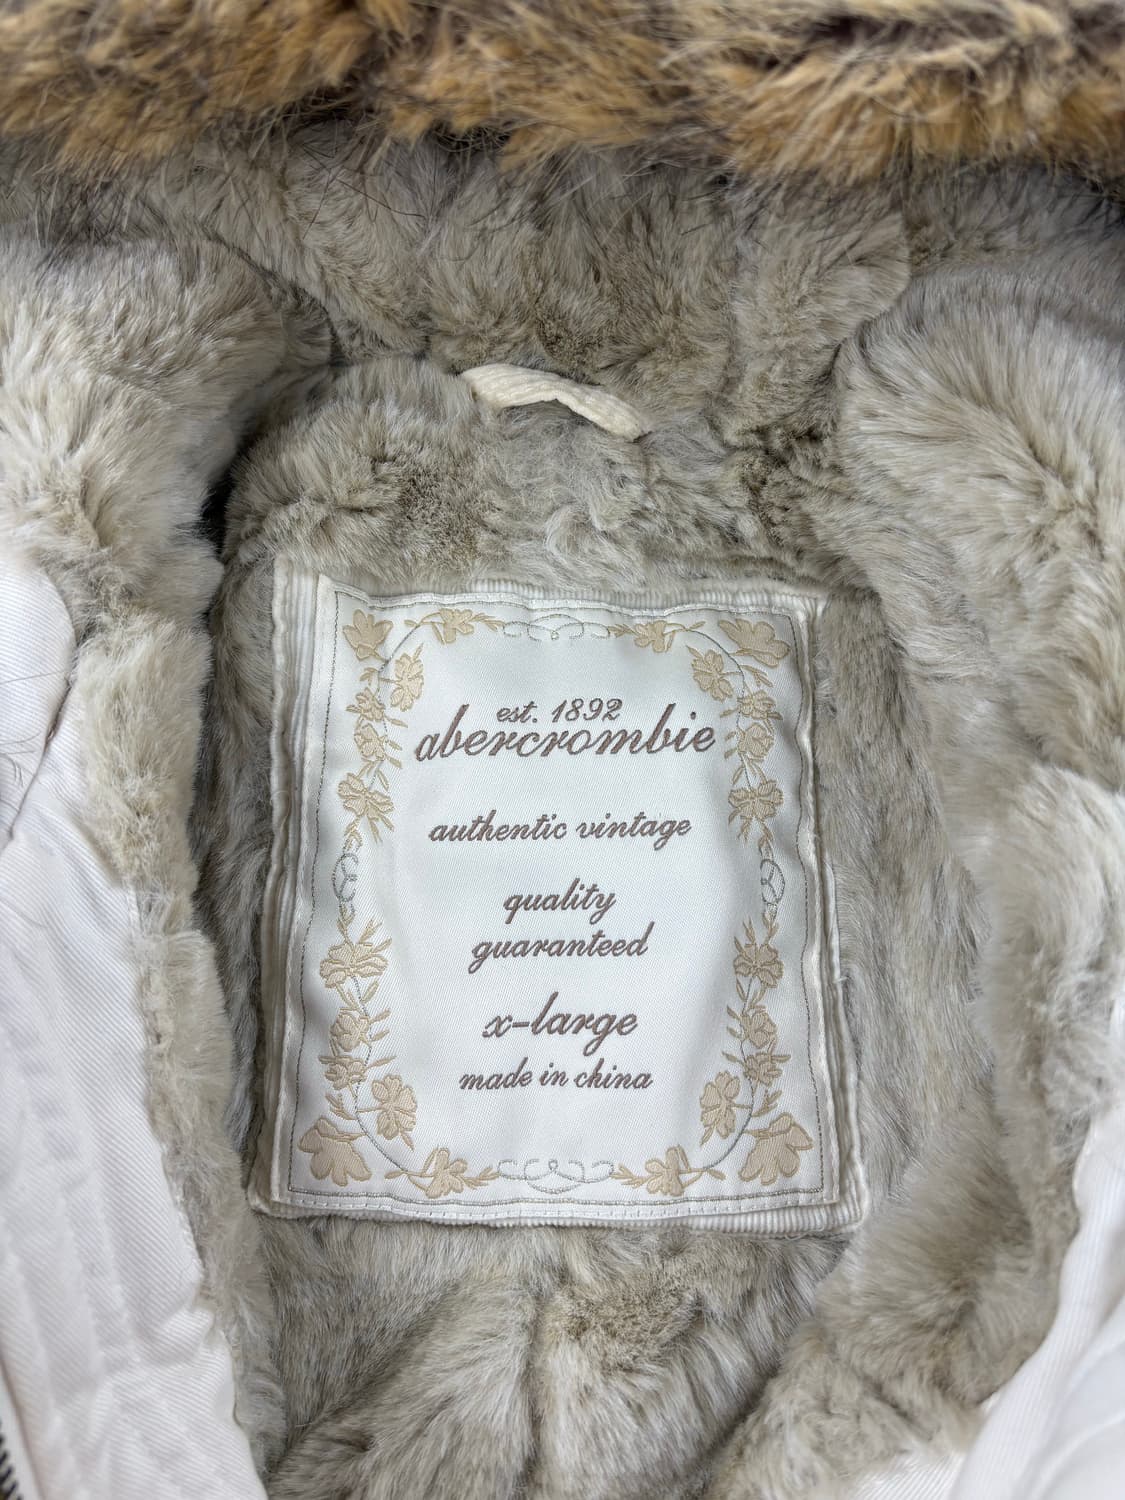 est. 1892
abercrombie
authentic vintage
quality
guaranteed
x-large
made in china